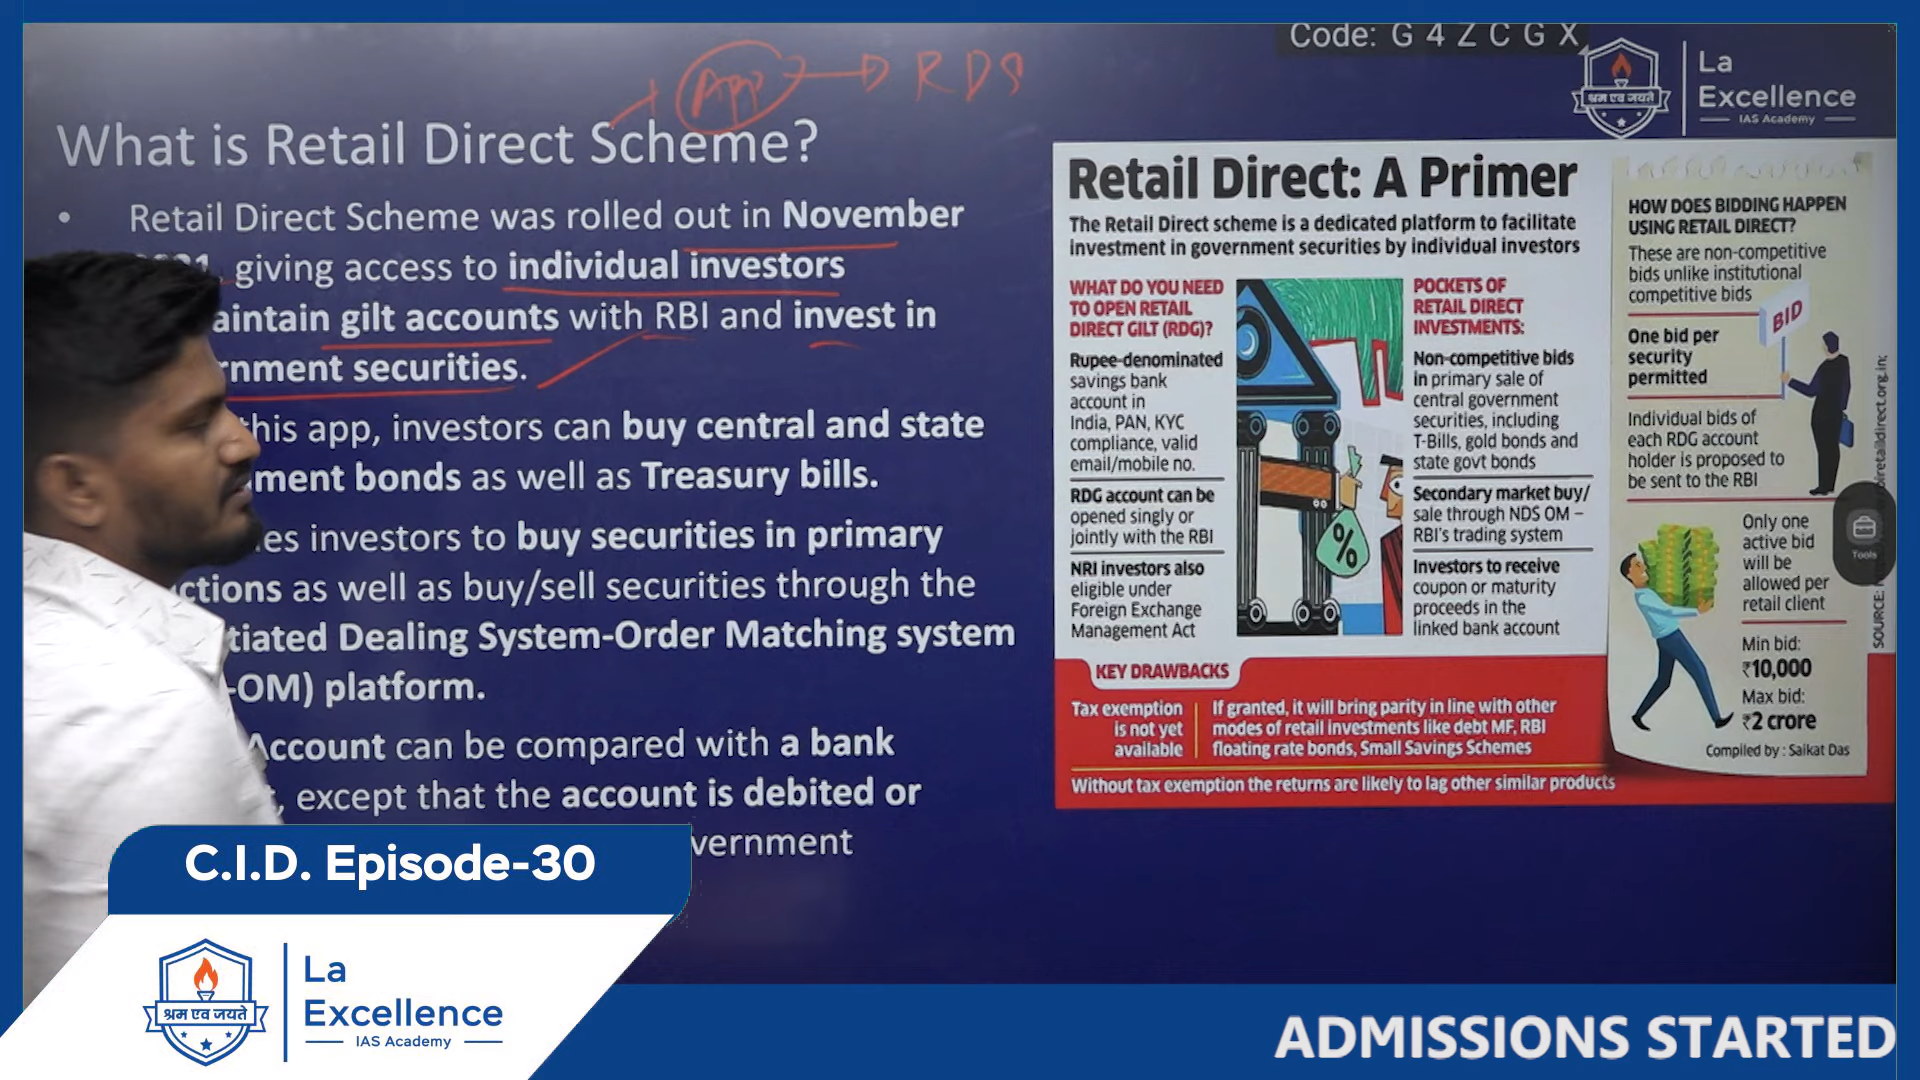 Code: G 4 Z C G X
App → RDS
La
Excellence
IAS Academy
श्रम एव जयते
What is Retail Direct Scheme?
• Retail Direct Scheme was rolled out in November
giving access to individual investors
gilt accounts with RBI and invest in
securities.
this app, investors can buy central and state
bonds as well as Treasury bills.
investors to buy securities in primary
as well as buy/sell securities through the
Dealing System-Order Matching system
-OM) platform.
Account can be compared with a bank
, except that the account is debited or
Retail Direct: A Primer
The Retail Direct scheme is a dedicated platform to facilitate
investment in government securities by individual investors
WHAT DO YOU NEED
TO OPEN RETAIL
DIRECT GILT (RDG)?
Rupee-denominated
savings bank
account in
India, PAN, KYC
compliance, valid
email/mobile no.
RDG account can be
opened singly or
jointly with the RBI
NRI investors also
eligible under
Foreign Exchange
Management Act
%
POCKETS OF
RETAIL DIRECT
INVESTMENTS:
Non-competitive bids
in primary sale of
central government
securities, including
T-Bills, gold bonds and
state govt bonds
Secondary market buy/
sale through NDS OM –
RBI's trading system
Investors to receive
coupon or maturity
proceeds in the
linked bank account
HOW DOES BIDDING HAPPEN
USING RETAIL DIRECT?
These are non-competitive
bids unlike institutional
competitive bids
BID
One bid per
security
permitted
Individual bids of
each RDG account
holder is proposed to
be sent to the RBI
Only one
active bid
will be
allowed per
retail client
Min bid:
₹10,000
Max bid:
₹2 crore
Compiled by : Saikat Das
SOURCE:
Tools
KEY DRAWBACKS
Tax exemption
is not yet
available
If granted, it will bring parity in line with other
modes of retail investments like debt MF, RBI
floating rate bonds, Small Savings Schemes
Without tax exemption the returns are likely to lag other similar products
C.I.D. Episode-30
श्रम एव जयते
La
Excellence
IAS Academy
ADMISSIONS STARTED